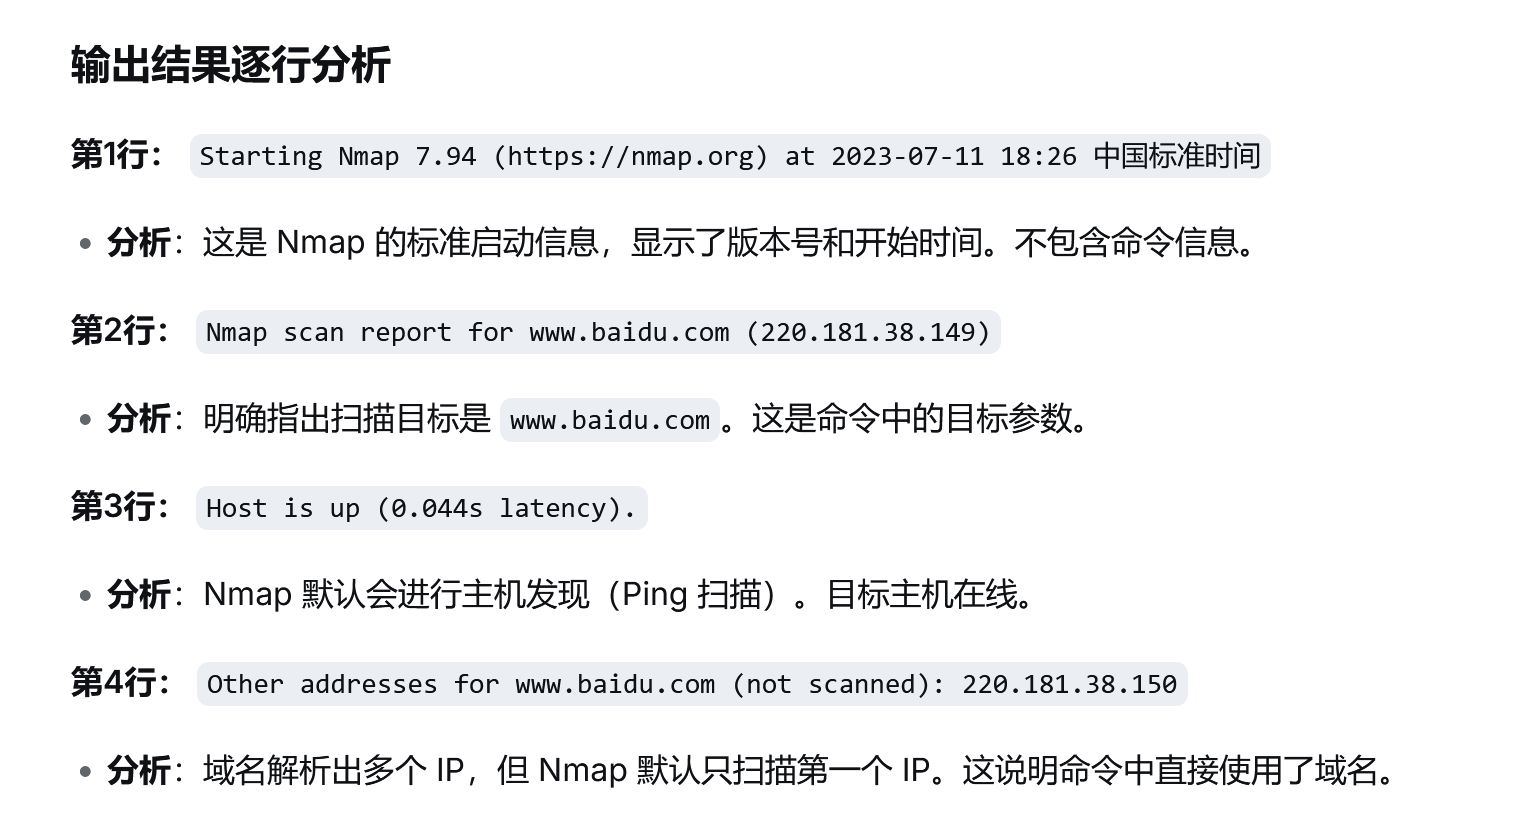 输出结果逐行分析
第1行： Starting Nmap 7.94 (https://nmap.org) at 2023-07-11 18:26 中国标准时间
• 分析：这是 Nmap 的标准启动信息，显示了版本号和开始时间。不包含命令信息。
第2行： Nmap scan report for www.baidu.com (220.181.38.149)
• 分析：明确指出扫描目标是 www.baidu.com。这是命令中的目标参数。
第3行： Host is up (0.044s latency).
• 分析：Nmap 默认会进行主机发现（Ping 扫描）。目标主机在线。
第4行： Other addresses for www.baidu.com (not scanned): 220.181.38.150
• 分析：域名解析出多个 IP，但 Nmap 默认只扫描第一个 IP。这说明命令中直接使用了域名。